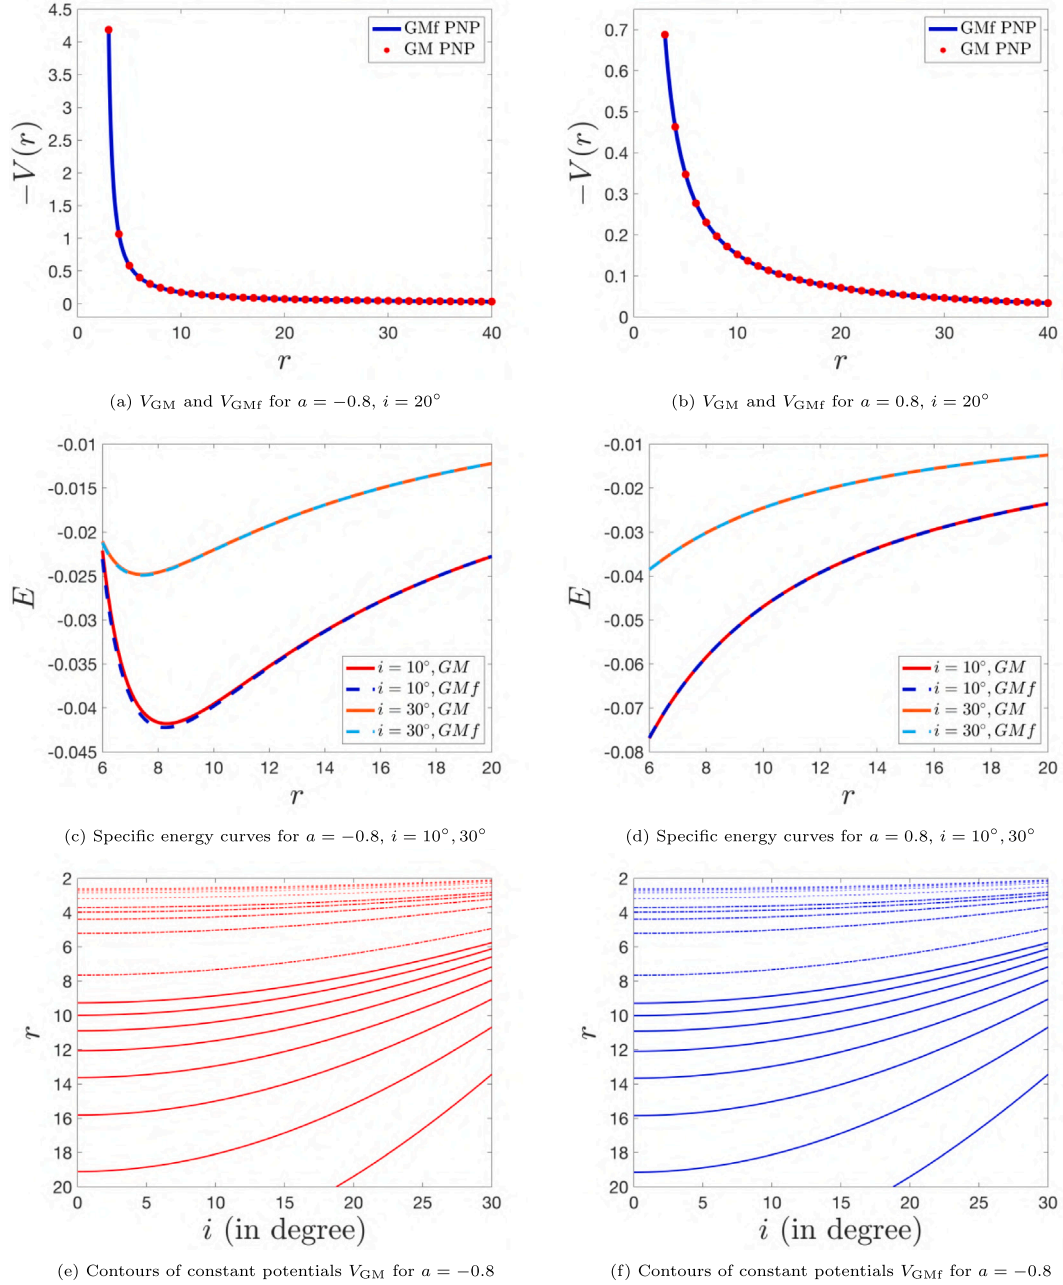 4.5
4
3.5
3
2.5
2
1.5
1
0.5
0
−V(r)
GMf PNP
GM PNP
0 10 20 30 40
r
(a) V_GM and V_GMf for a = −0.8, i = 20°
0.7
0.6
0.5
0.4
0.3
0.2
0.1
0
−V(r)
GMf PNP
GM PNP
0 10 20 30 40
r
(b) V_GM and V_GMf for a = 0.8, i = 20°
-0.01
-0.015
-0.02
-0.025
-0.03
-0.035
-0.04
-0.045
E
i = 10°, GM
i = 10°, GMf
i = 30°, GM
i = 30°, GMf
6 8 10 12 14 16 18 20
r
(c) Specific energy curves for a = −0.8, i = 10°, 30°
-0.01
-0.02
-0.03
-0.04
-0.05
-0.06
-0.07
-0.08
E
i = 10°, GM
i = 10°, GMf
i = 30°, GM
i = 30°, GMf
6 8 10 12 14 16 18 20
r
(d) Specific energy curves for a = 0.8, i = 10°, 30°
2
4
6
8
10
12
14
16
18
20
r
0 5 10 15 20 25 30
i (in degree)
(e) Contours of constant potentials V_GM for a = −0.8
2
4
6
8
10
12
14
16
18
20
r
0 5 10 15 20 25 30
i (in degree)
(f) Contours of constant potentials V_GMf for a = −0.8